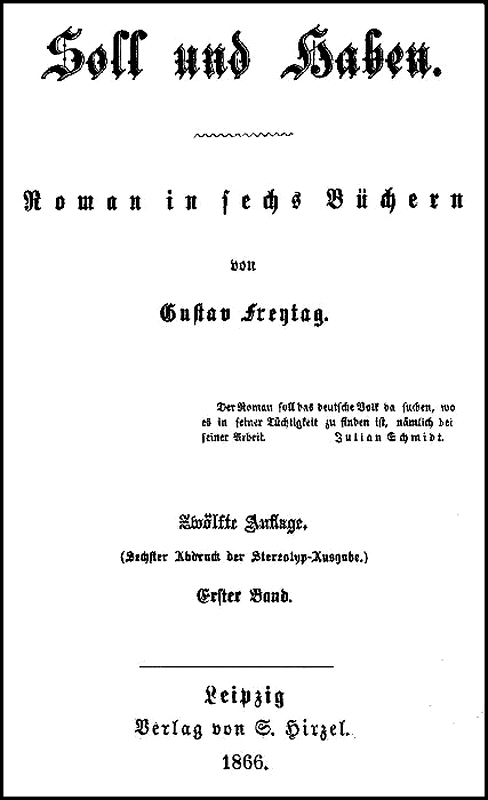 Soll und Haben.
Roman in sechs Büchern
von
Gustav Freytag.
Der Roman soll das deutsche Volk da suchen, wo
es in seiner Tüchtigkeit zu finden ist, nämlich bei
seiner Arbeit. Julian Schmidt.
Zwölfte Auflage.
(Sechster Abdruck der Stereotyp-Ausgabe.)
Erster Band.
Leipzig
Verlag von S. Hirzel.
1866.